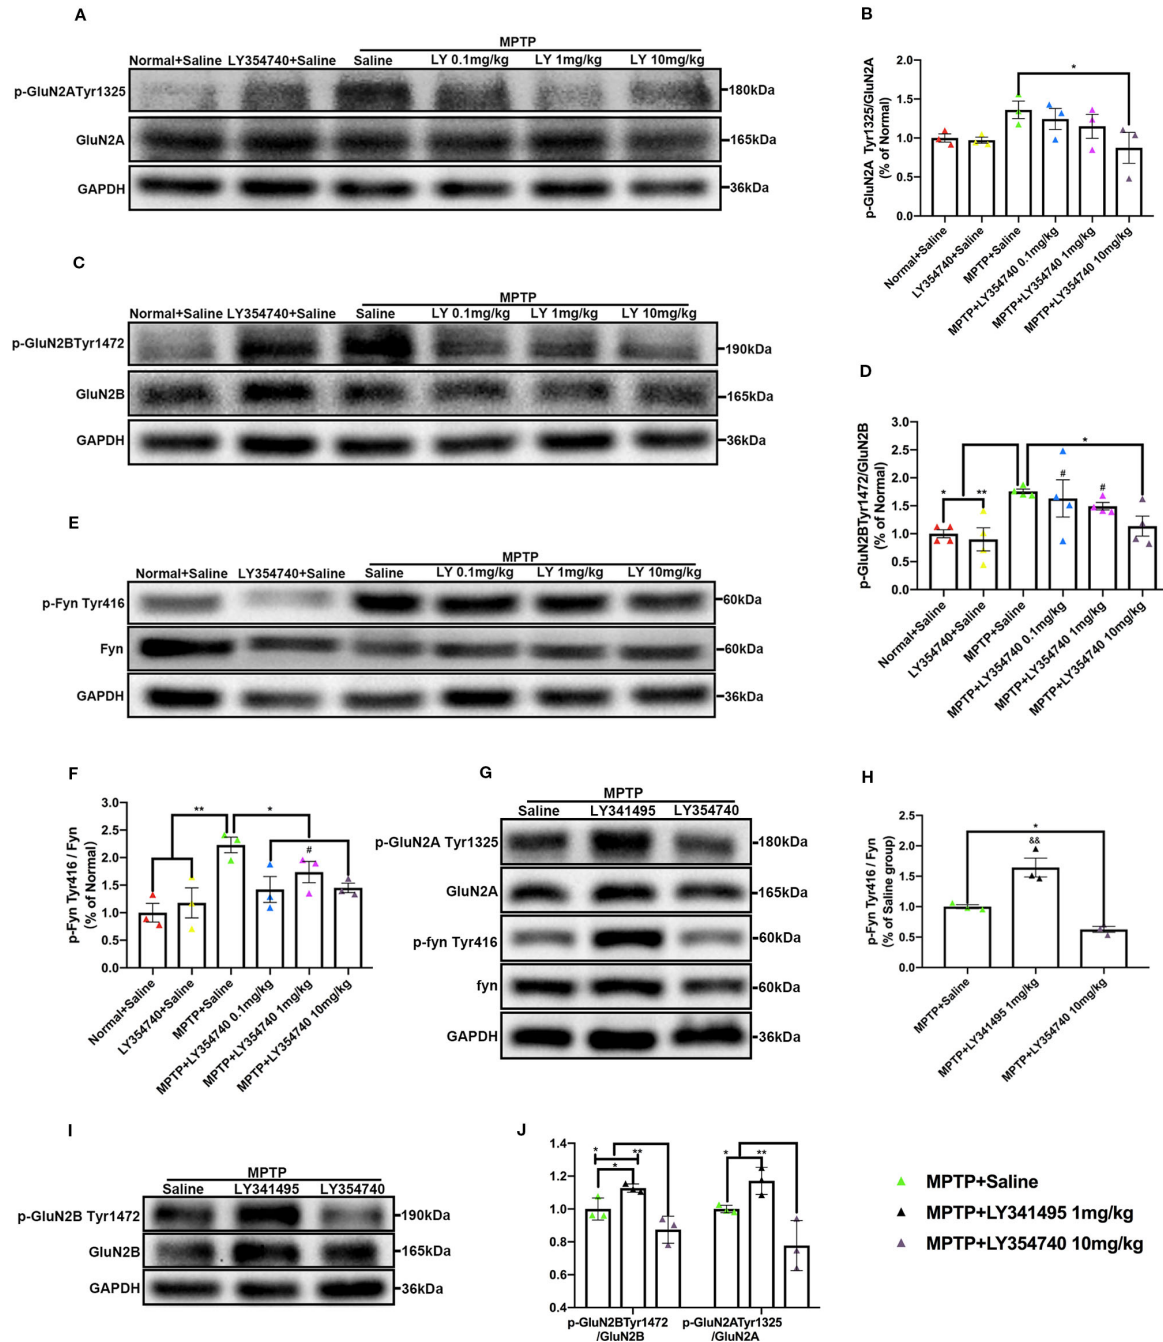 A
MPTP
Normal+Saline LY354740+Saline Saline LY 0.1mg/kg LY 1mg/kg LY 10mg/kg
p-GluN2ATyr1325 180kDa
GluN2A 165kDa
GAPDH 36kDa
B
p-GluN2A Tyr1325/GluN2A
(% of Normal)
2.0
1.5
1.0
0.5
0.0
*
Normal+Saline
LY354740+Saline
MPTP+Saline
MPTP+LY354740 0.1mg/kg
MPTP+LY354740 1mg/kg
MPTP+LY354740 10mg/kg
C
MPTP
Normal+Saline LY354740+Saline Saline LY 0.1mg/kg LY 1mg/kg LY 10mg/kg
p-GluN2BTyr1472 190kDa
GluN2B 165kDa
GAPDH 36kDa
D
p-GluN2BTyr1472/GluN2B
(% of Normal)
3.0
2.5
2.0
1.5
1.0
0.5
0.0
* ** # # *
Normal+Saline
LY354740+Saline
MPTP+Saline
MPTP+LY354740 0.1mg/kg
MPTP+LY354740 1mg/kg
MPTP+LY354740 10mg/kg
E
MPTP
Normal+Saline LY354740+Saline Saline LY 0.1mg/kg LY 1mg/kg LY 10mg/kg
p-Fyn Tyr416 60kDa
Fyn 60kDa
GAPDH 36kDa
F
p-Fyn Tyr416 / Fyn
(% of Normal)
3.0
2.5
2.0
1.5
1.0
0.5
0.0
** * #
Normal+Saline
LY354740+Saline
MPTP+Saline
MPTP+LY354740 0.1mg/kg
MPTP+LY354740 1mg/kg
MPTP+LY354740 10mg/kg
G
MPTP
Saline LY341495 LY354740
p-GluN2A Tyr1325 180kDa
GluN2A 165kDa
p-fyn Tyr416 60kDa
fyn 60kDa
GAPDH 36kDa
H
p-Fyn Tyr416 / Fyn
(% of Saline group)
2.5
2.0
1.5
1.0
0.5
0.0
*
&&
MPTP+Saline
MPTP+LY341495 1mg/kg
MPTP+LY354740 10mg/kg
I
MPTP
Saline LY341495 LY354740
p-GluN2B Tyr1472 190kDa
GluN2B 165kDa
GAPDH 36kDa
J
1.4
1.2
1.0
0.8
0.6
0.4
* ** * **
*
p-GluN2BTyr1472 p-GluN2ATyr1325
/GluN2B /GluN2A
MPTP+Saline
MPTP+LY341495 1mg/kg
MPTP+LY354740 10mg/kg